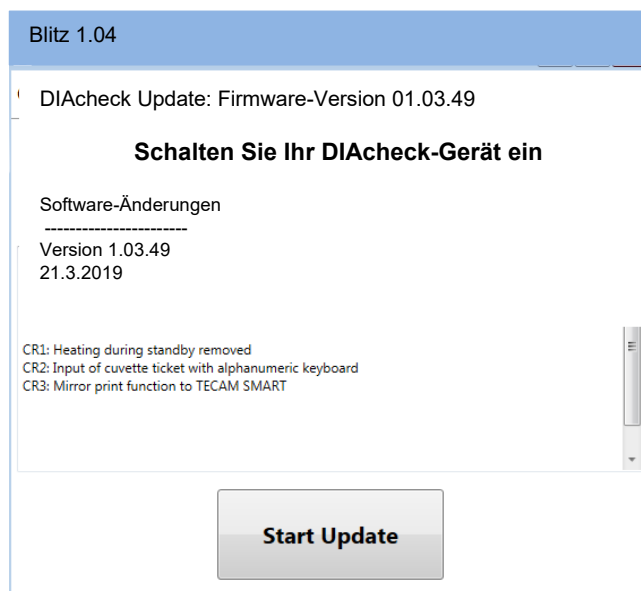 Blitz 1.04
DIAcheck Update: Firmware-Version 01.03.49
Schalten Sie Ihr DIAcheck-Gerät ein
Software-Änderungen
-----------------------
Version 1.03.49
21.3.2019
CR1: Heating during standby removed
CR2: Input of cuvette ticket with alphanumeric keyboard
CR3: Mirror print function to TECAM SMART
Start Update